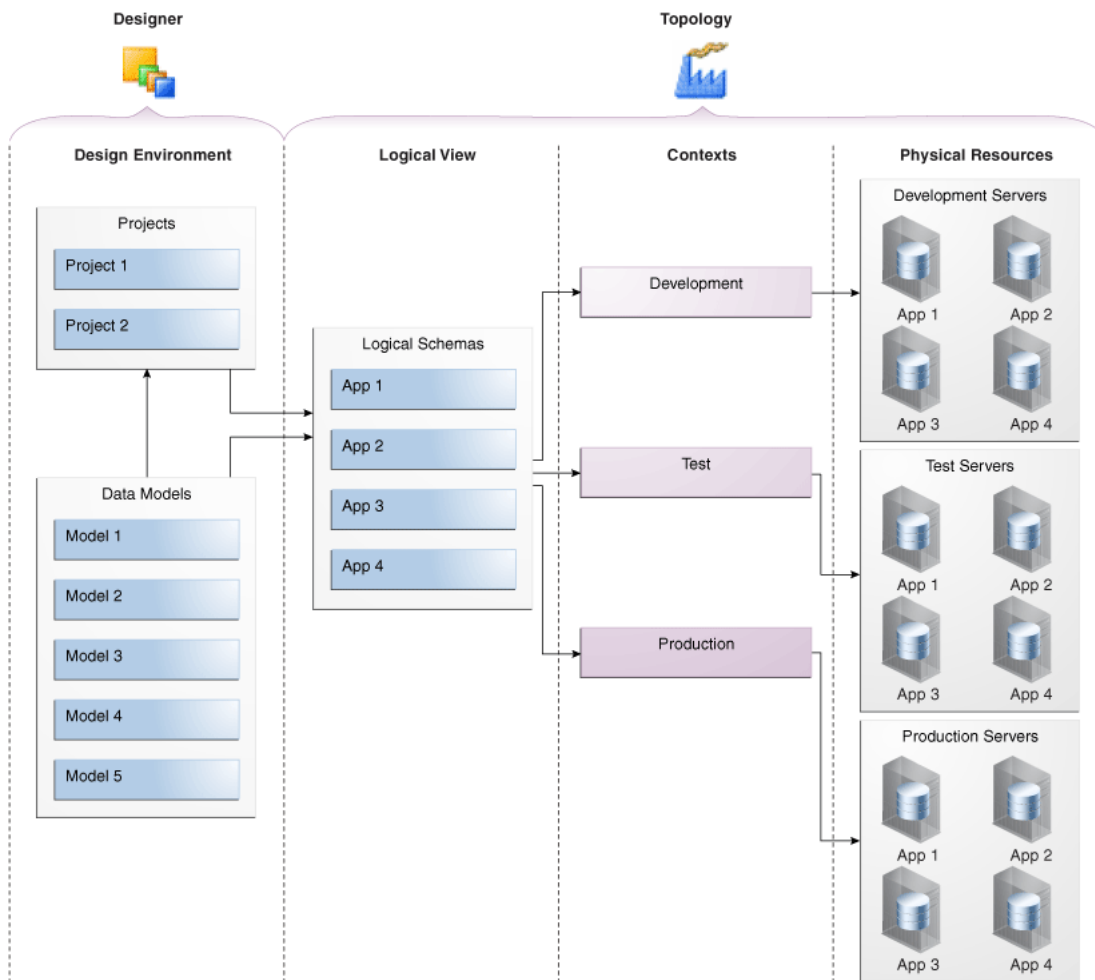 Designer
Topology
Design Environment
Logical View
Contexts
Physical Resources
Projects
Project 1
Project 2
Data Models
Model 1
Model 2
Model 3
Model 4
Model 5
Logical Schemas
App 1
App 2
App 3
App 4
Development
Test
Production
Development Servers
App 1
App 2
App 3
App 4
Test Servers
App 1
App 2
App 3
App 4
Production Servers
App 1
App 2
App 3
App 4